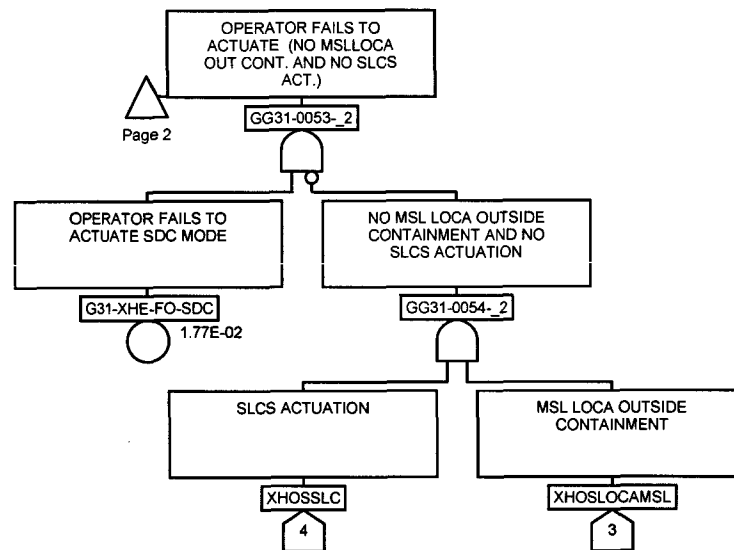 OPERATOR FAILS TO
ACTUATE (NO MSLLOCA
OUT CONT. AND NO SLCS
ACT.)
Page 2
GG31-0053-_2
OPERATOR FAILS TO
ACTUATE SDC MODE
NO MSL LOCA OUTSIDE
CONTAINMENT AND NO
SLCS ACTUATION
G31-XHE-FO-SDC
1.77E-02
GG31-0054-_2
SLCS ACTUATION
MSL LOCA OUTSIDE
CONTAINMENT
XHOSSLC
XHOSLOCAMSL
4
3